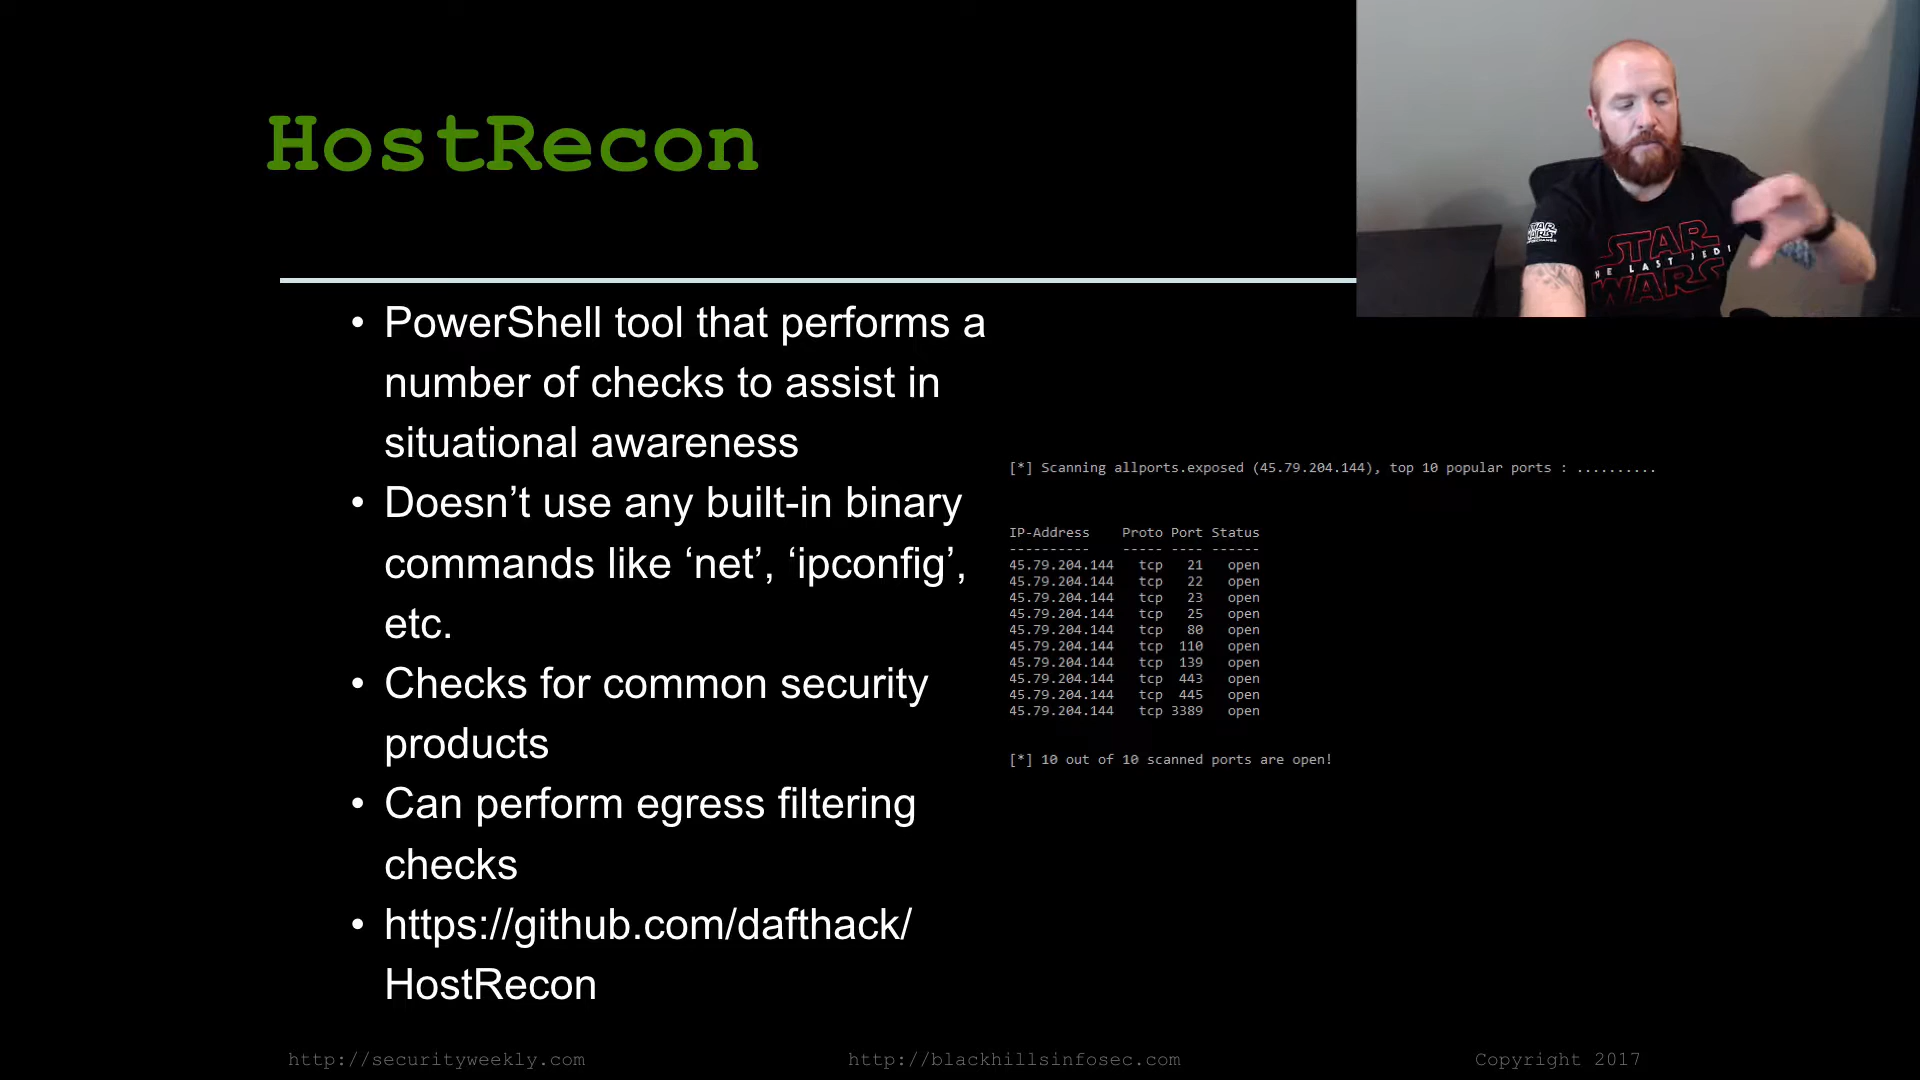 HostRecon
STAR
WARS
STAR
HE LAST JEDI
WARS
• PowerShell tool that performs a
number of checks to assist in
situational awareness
• Doesn’t use any built-in binary
commands like ‘net’, ‘ipconfig’,
etc.
• Checks for common security
products
• Can perform egress filtering
checks
• https://github.com/dafthack/
HostRecon
[*] Scanning allports.exposed (45.79.204.144), top 10 popular ports : ..........
IP-Address Proto Port Status
---------- ----- ---- ------
45.79.204.144 tcp 21 open
45.79.204.144 tcp 22 open
45.79.204.144 tcp 23 open
45.79.204.144 tcp 25 open
45.79.204.144 tcp 80 open
45.79.204.144 tcp 110 open
45.79.204.144 tcp 139 open
45.79.204.144 tcp 443 open
45.79.204.144 tcp 445 open
45.79.204.144 tcp 3389 open
[*] 10 out of 10 scanned ports are open!
http://securityweekly.com http://blackhillsinfosec.com Copyright 2017